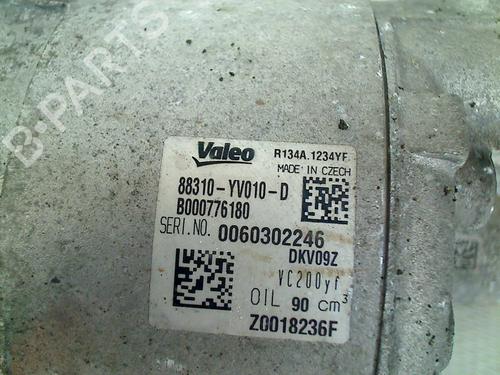 B-PARTS
Valeo R134A.1234YF
MADE IN CZECH
88310-YV010-D
B000776180
SERI.NO. 0060302246
DKV09Z
VC200yf
OIL 90 cm³
Z0018236F